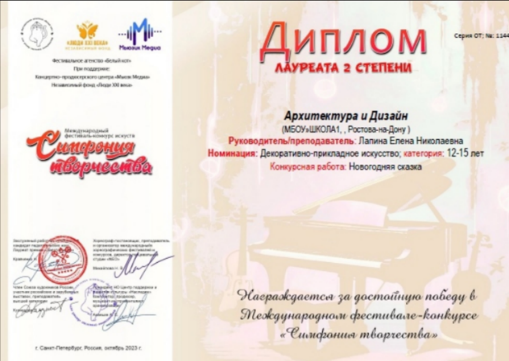 «ЛЮДИ XXI ВЕКА»
Мьюзик Медиа
Фестивальное агентство «Белый кот»
При поддержке:
Концертно-продюсерского центра «Мьюзик Медиа»
Независимый фонд «Люди XXI века»
Международный
фестиваль-конкурс искусств
Симфония
творчества
г. Санкт-Петербург, Россия, октябрь 2023 г.
Серия ОТ; №: 1144
ДИПЛОМ
ЛАУРЕАТА 2 СТЕПЕНИ
Архитектура и Дизайн
(МБОУ»ШКОЛА1, , Ростова-на-Дону )
Руководитель/преподаватель: Лапина Елена Николаевна
Номинация: Декоративно-прикладное искусство; категория: 12-15 лет
Конкурсная работа: Новогодняя сказка
Награждается за достойную победу в
Международном фестивале-конкурсе
«Симфония творчества»